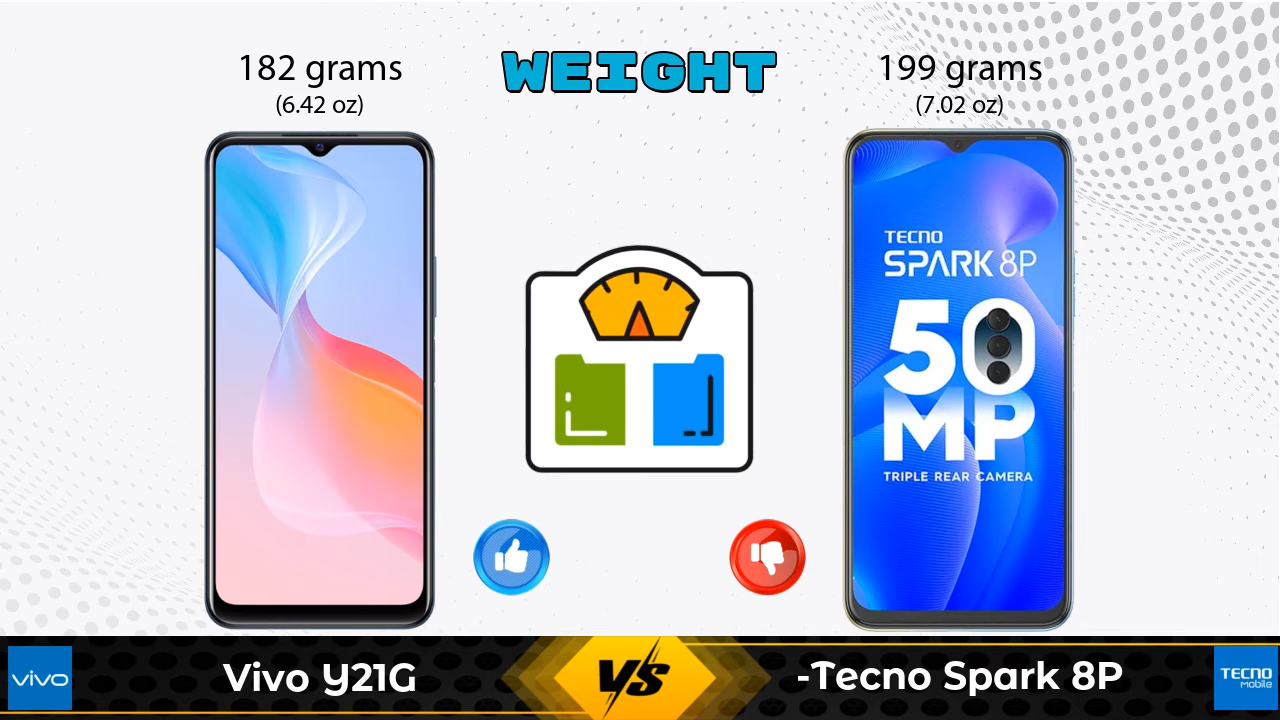 WEIGHT
182 grams
(6.42 oz)
199 grams
(7.02 oz)
TECNO
SPARK 8P
50
MP
TRIPLE REAR CAMERA
vivo
Vivo Y21G
VS
-Tecno Spark 8P
TECNO
mobile